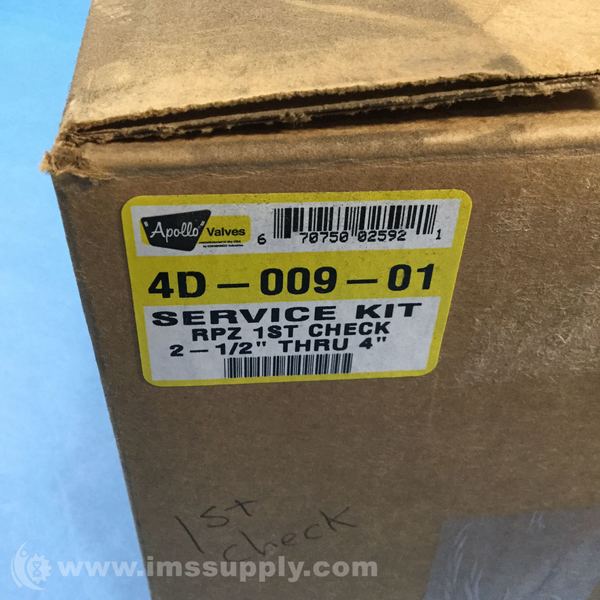 "Apollo" Valves
6 70750 02592 1
4D-009-01
SERVICE KIT
RPZ 1ST CHECK
2-1/2" THRU 4"
1st
check
www.imssupply.com